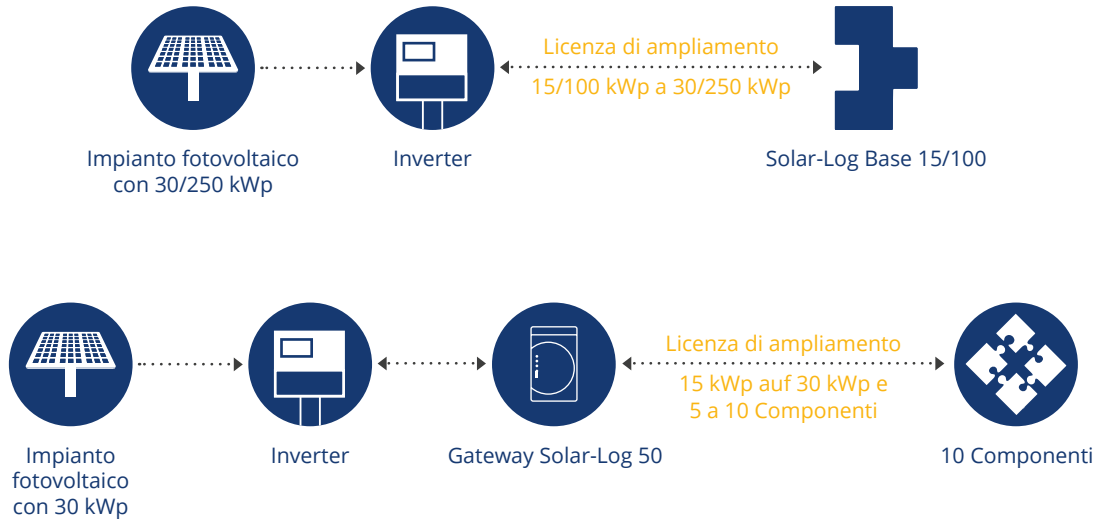 Licenza di ampliamento
15/100 kWp a 30/250 kWp
Impianto fotovoltaico
con 30/250 kWp
Inverter
Solar-Log Base 15/100
Licenza di ampliamento
15 kWp auf 30 kWp e
5 a 10 Componenti
Impianto
fotovoltaico
con 30 kWp
Inverter
Gateway Solar-Log 50
10 Componenti